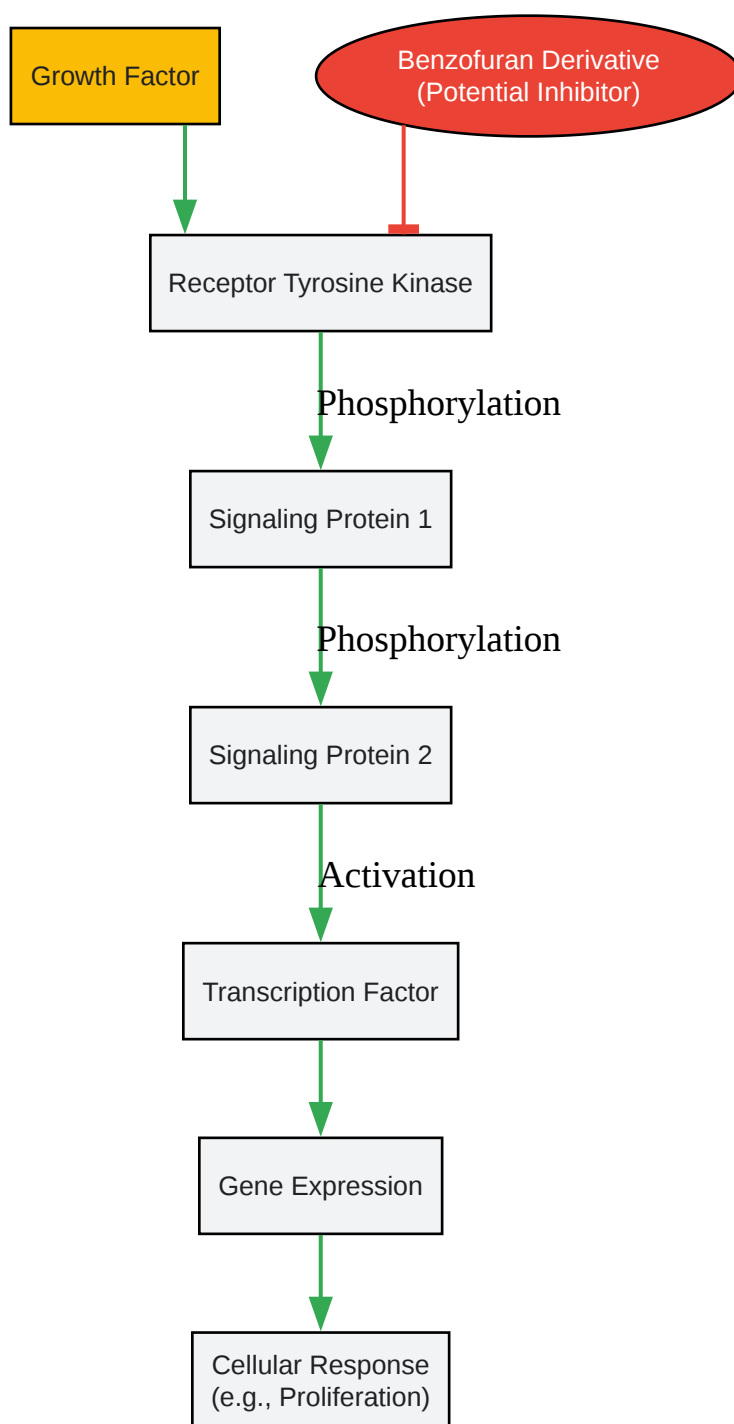 Growth Factor
Benzofuran Derivative
(Potential Inhibitor)
Receptor Tyrosine Kinase
Phosphorylation
Signaling Protein 1
Phosphorylation
Signaling Protein 2
Activation
Transcription Factor
Gene Expression
Cellular Response
(e.g., Proliferation)